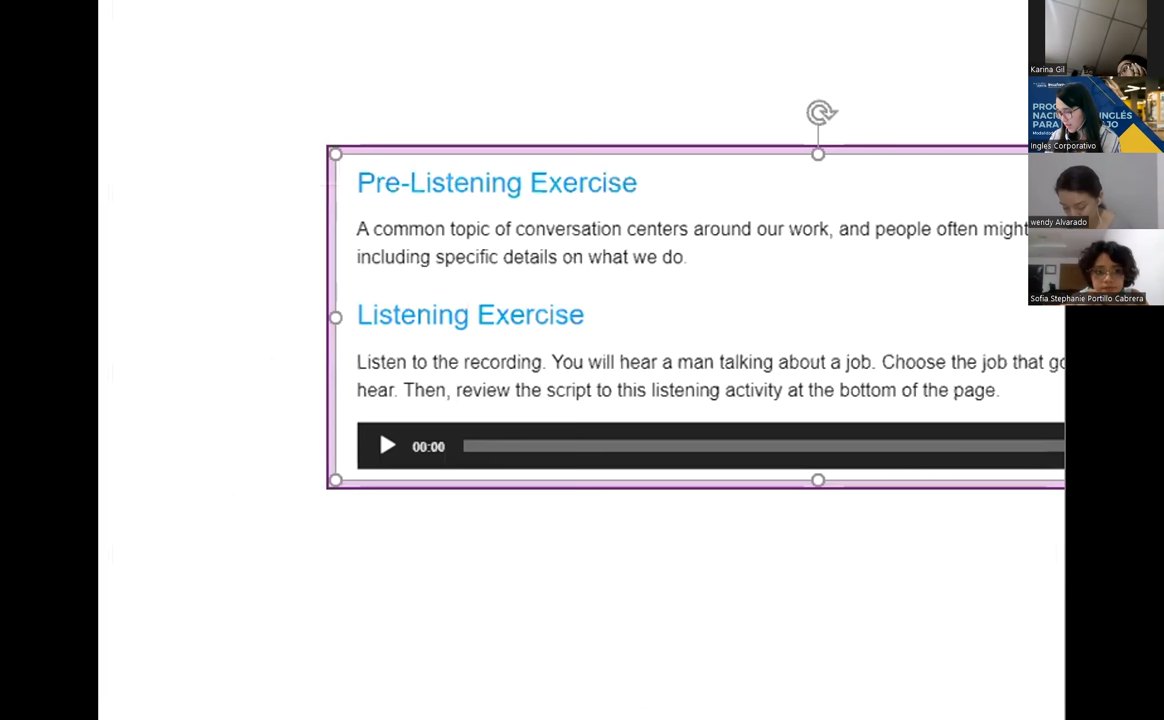 Pre-Listening Exercise
A common topic of conversation centers around our work, and people often might
including specific details on what we do.
Listening Exercise
Listen to the recording. You will hear a man talking about a job. Choose the job that go
hear. Then, review the script to this listening activity at the bottom of the page.
00:00
Karina Gil
Ingles Corporativo
wendy Alvarado
Sofia Stephanie Portillo Cabrera